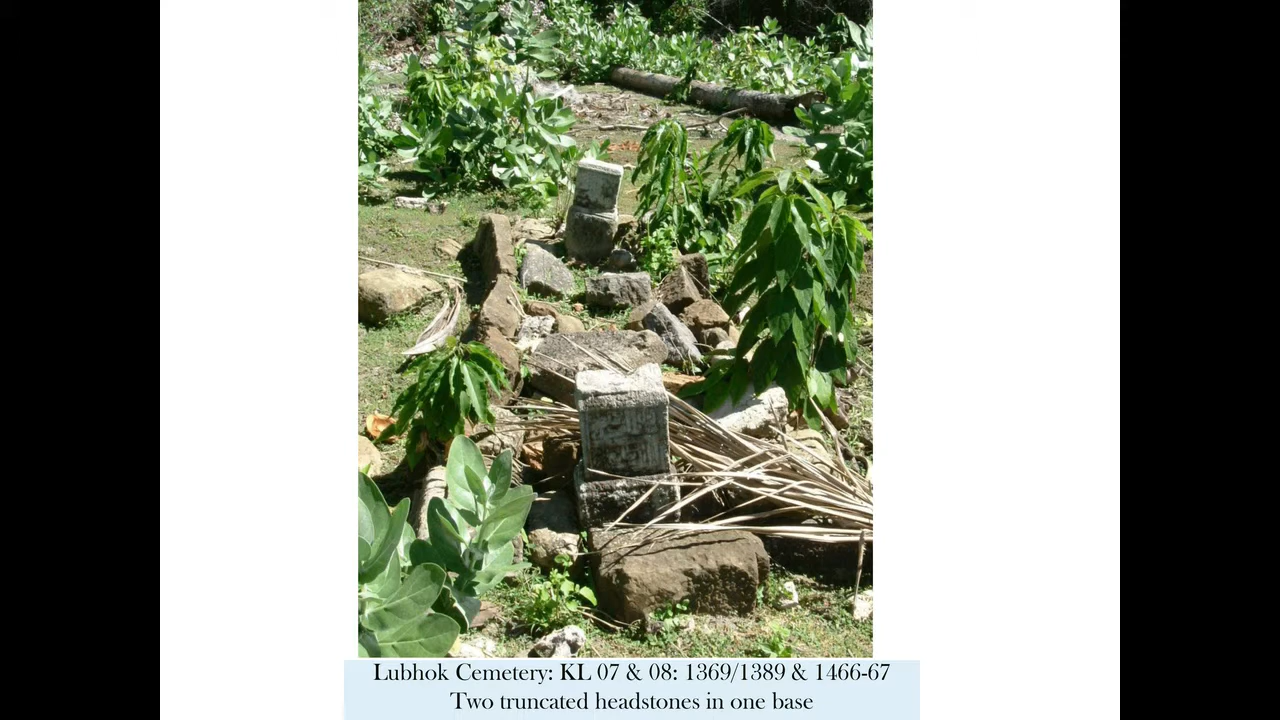 Lubhok Cemetery: KL 07 & 08: 1369/1389 & 1466-67
Two truncated headstones in one base